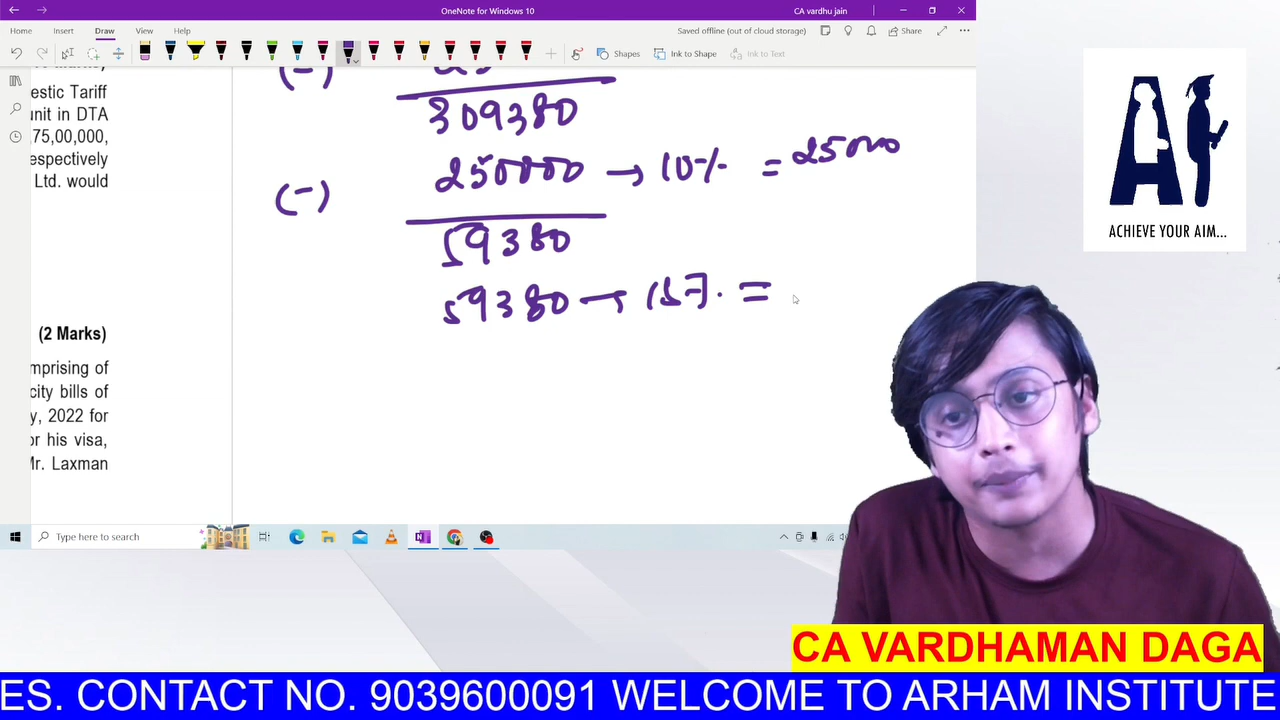 OneNote for Windows 10
CA vardhu jain
Home Insert Draw View Help
Saved offline (out of cloud storage)
Share
Shapes
Ink to Shape
Ink to Text
estic Tariff
unit in DTA
,75,00,000,
espectively
Ltd. would
(2 Marks)
mprising of
city bills of
y, 2022 for
or his visa,
Mr. Laxman
(-)
309380
(-) 250000 → 10% = 25000
59380
59380 → 15% =
Type here to search
ACHIEVE YOUR AIM...
CA VARDHAMAN DAGA
ES. CONTACT NO. 9039600091 WELCOME TO ARHAM INSTITUTE